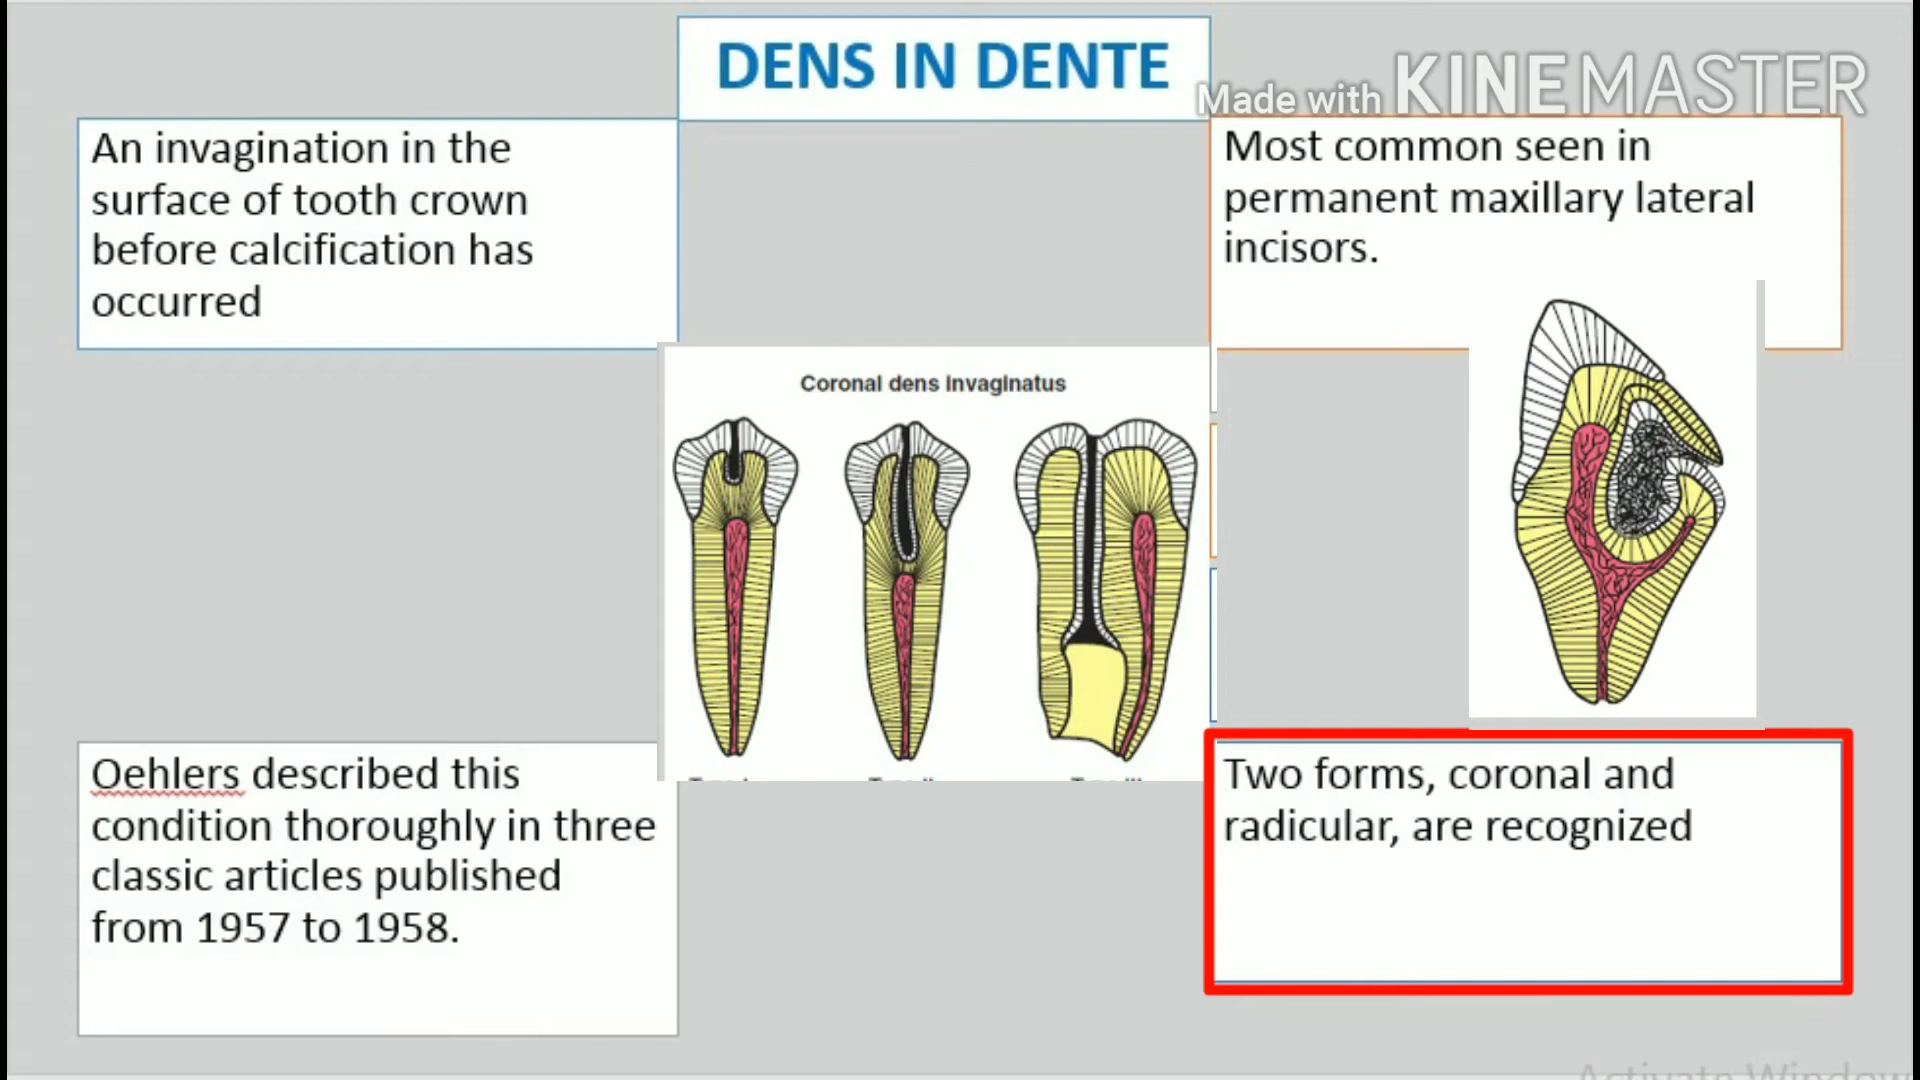 DENS IN DENTE
Made with KINEMASTER
An invagination in the
surface of tooth crown
before calcification has
occurred
Most common seen in
permanent maxillary lateral
incisors.
Coronal dens invaginatus
Oehlers described this
condition thoroughly in three
classic articles published
from 1957 to 1958.
Two forms, coronal and
radicular, are recognized